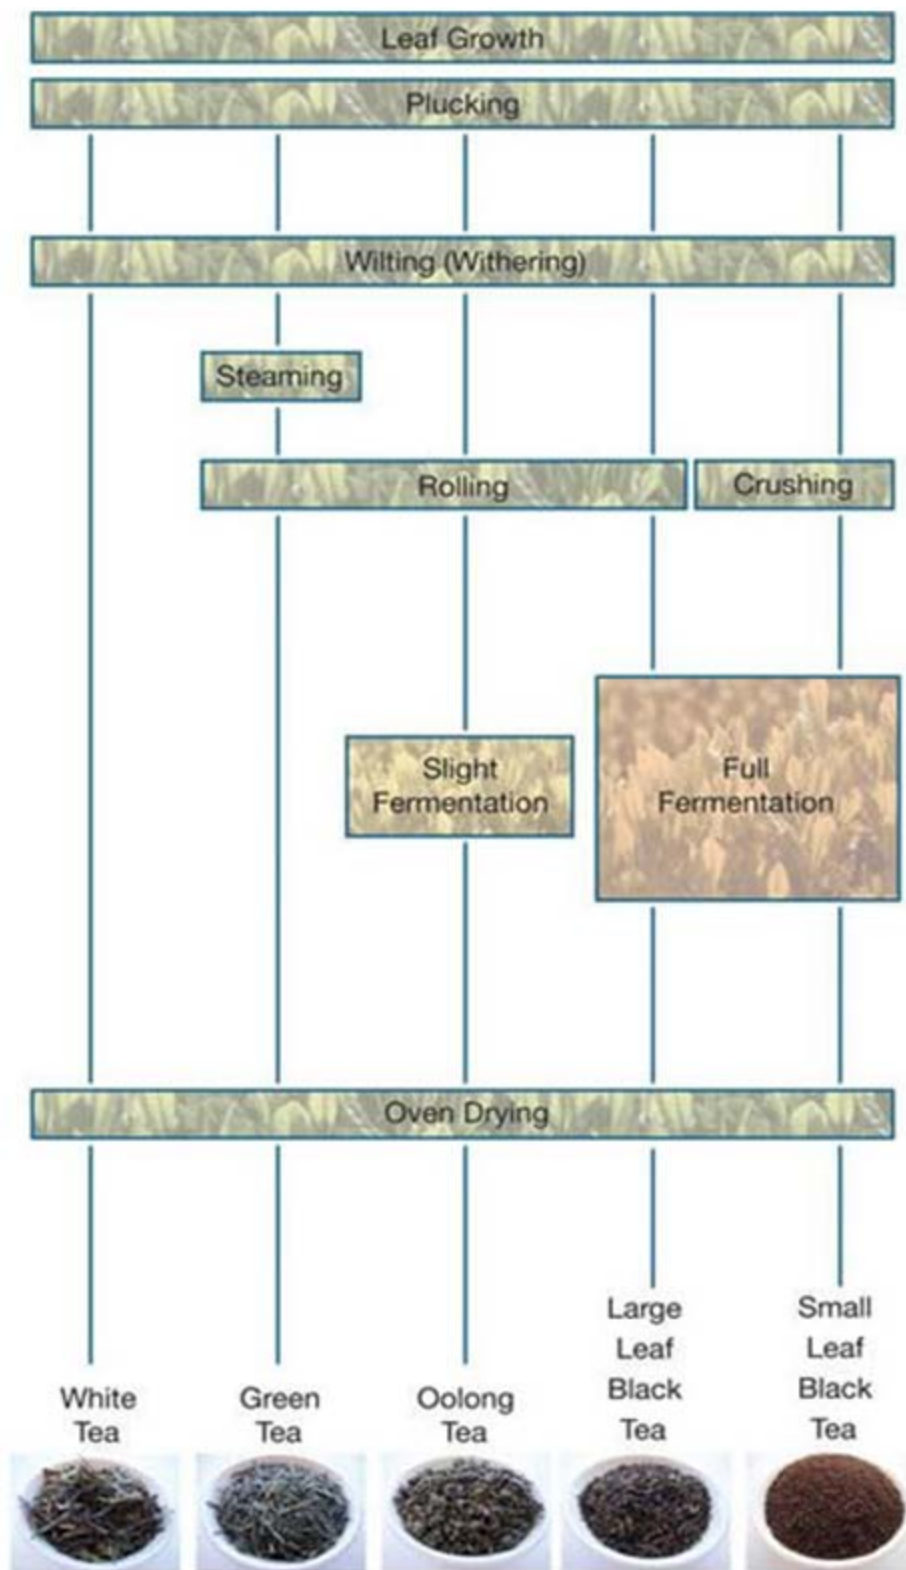 Leaf Growth
Plucking
Wilting (Withering)
Steaming
Rolling
Crushing
Slight
Fermentation
Full
Fermentation
Oven Drying
White
Tea
Green
Tea
Oolong
Tea
Large
Leaf
Black
Tea
Small
Leaf
Black
Tea